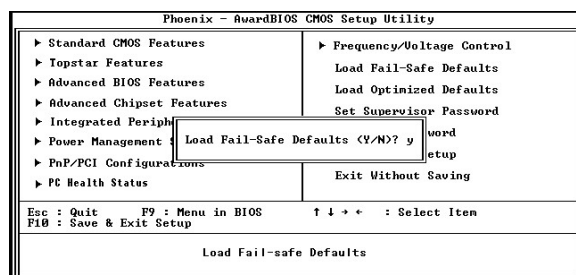 Phoenix - AwardBIOS CMOS Setup Utility
▶ Standard CMOS Features
▶ Topstar Features
▶ Advanced BIOS Features
▶ Advanced Chipset Features
▶ Integrated Periph
▶ Power Management S
▶ PnP/PCI Configurations
▶ PC Health Status
▶ Frequency/Voltage Control
Load Fail-Safe Defaults
Load Optimized Defaults
Set Supervisor Password
word
etup
Exit Without Saving
Load Fail-Safe Defaults (Y/N)? y
Esc : Quit F9 : Menu in BIOS ↑ ↓ → ← : Select Item
F10 : Save & Exit Setup
Load Fail-safe Defaults